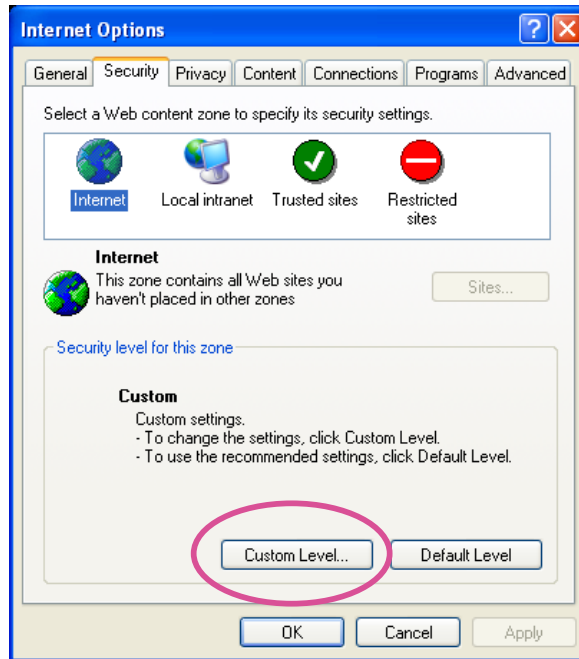 Internet Options
General Security Privacy Content Connections Programs Advanced
Select a Web content zone to specify its security settings.
Internet Local intranet Trusted sites Restricted
sites
Internet
This zone contains all Web sites you
haven't placed in other zones
Sites...
Security level for this zone
Custom
Custom settings.
- To change the settings, click Custom Level.
- To use the recommended settings, click Default Level.
Custom Level... Default Level
OK Cancel Apply